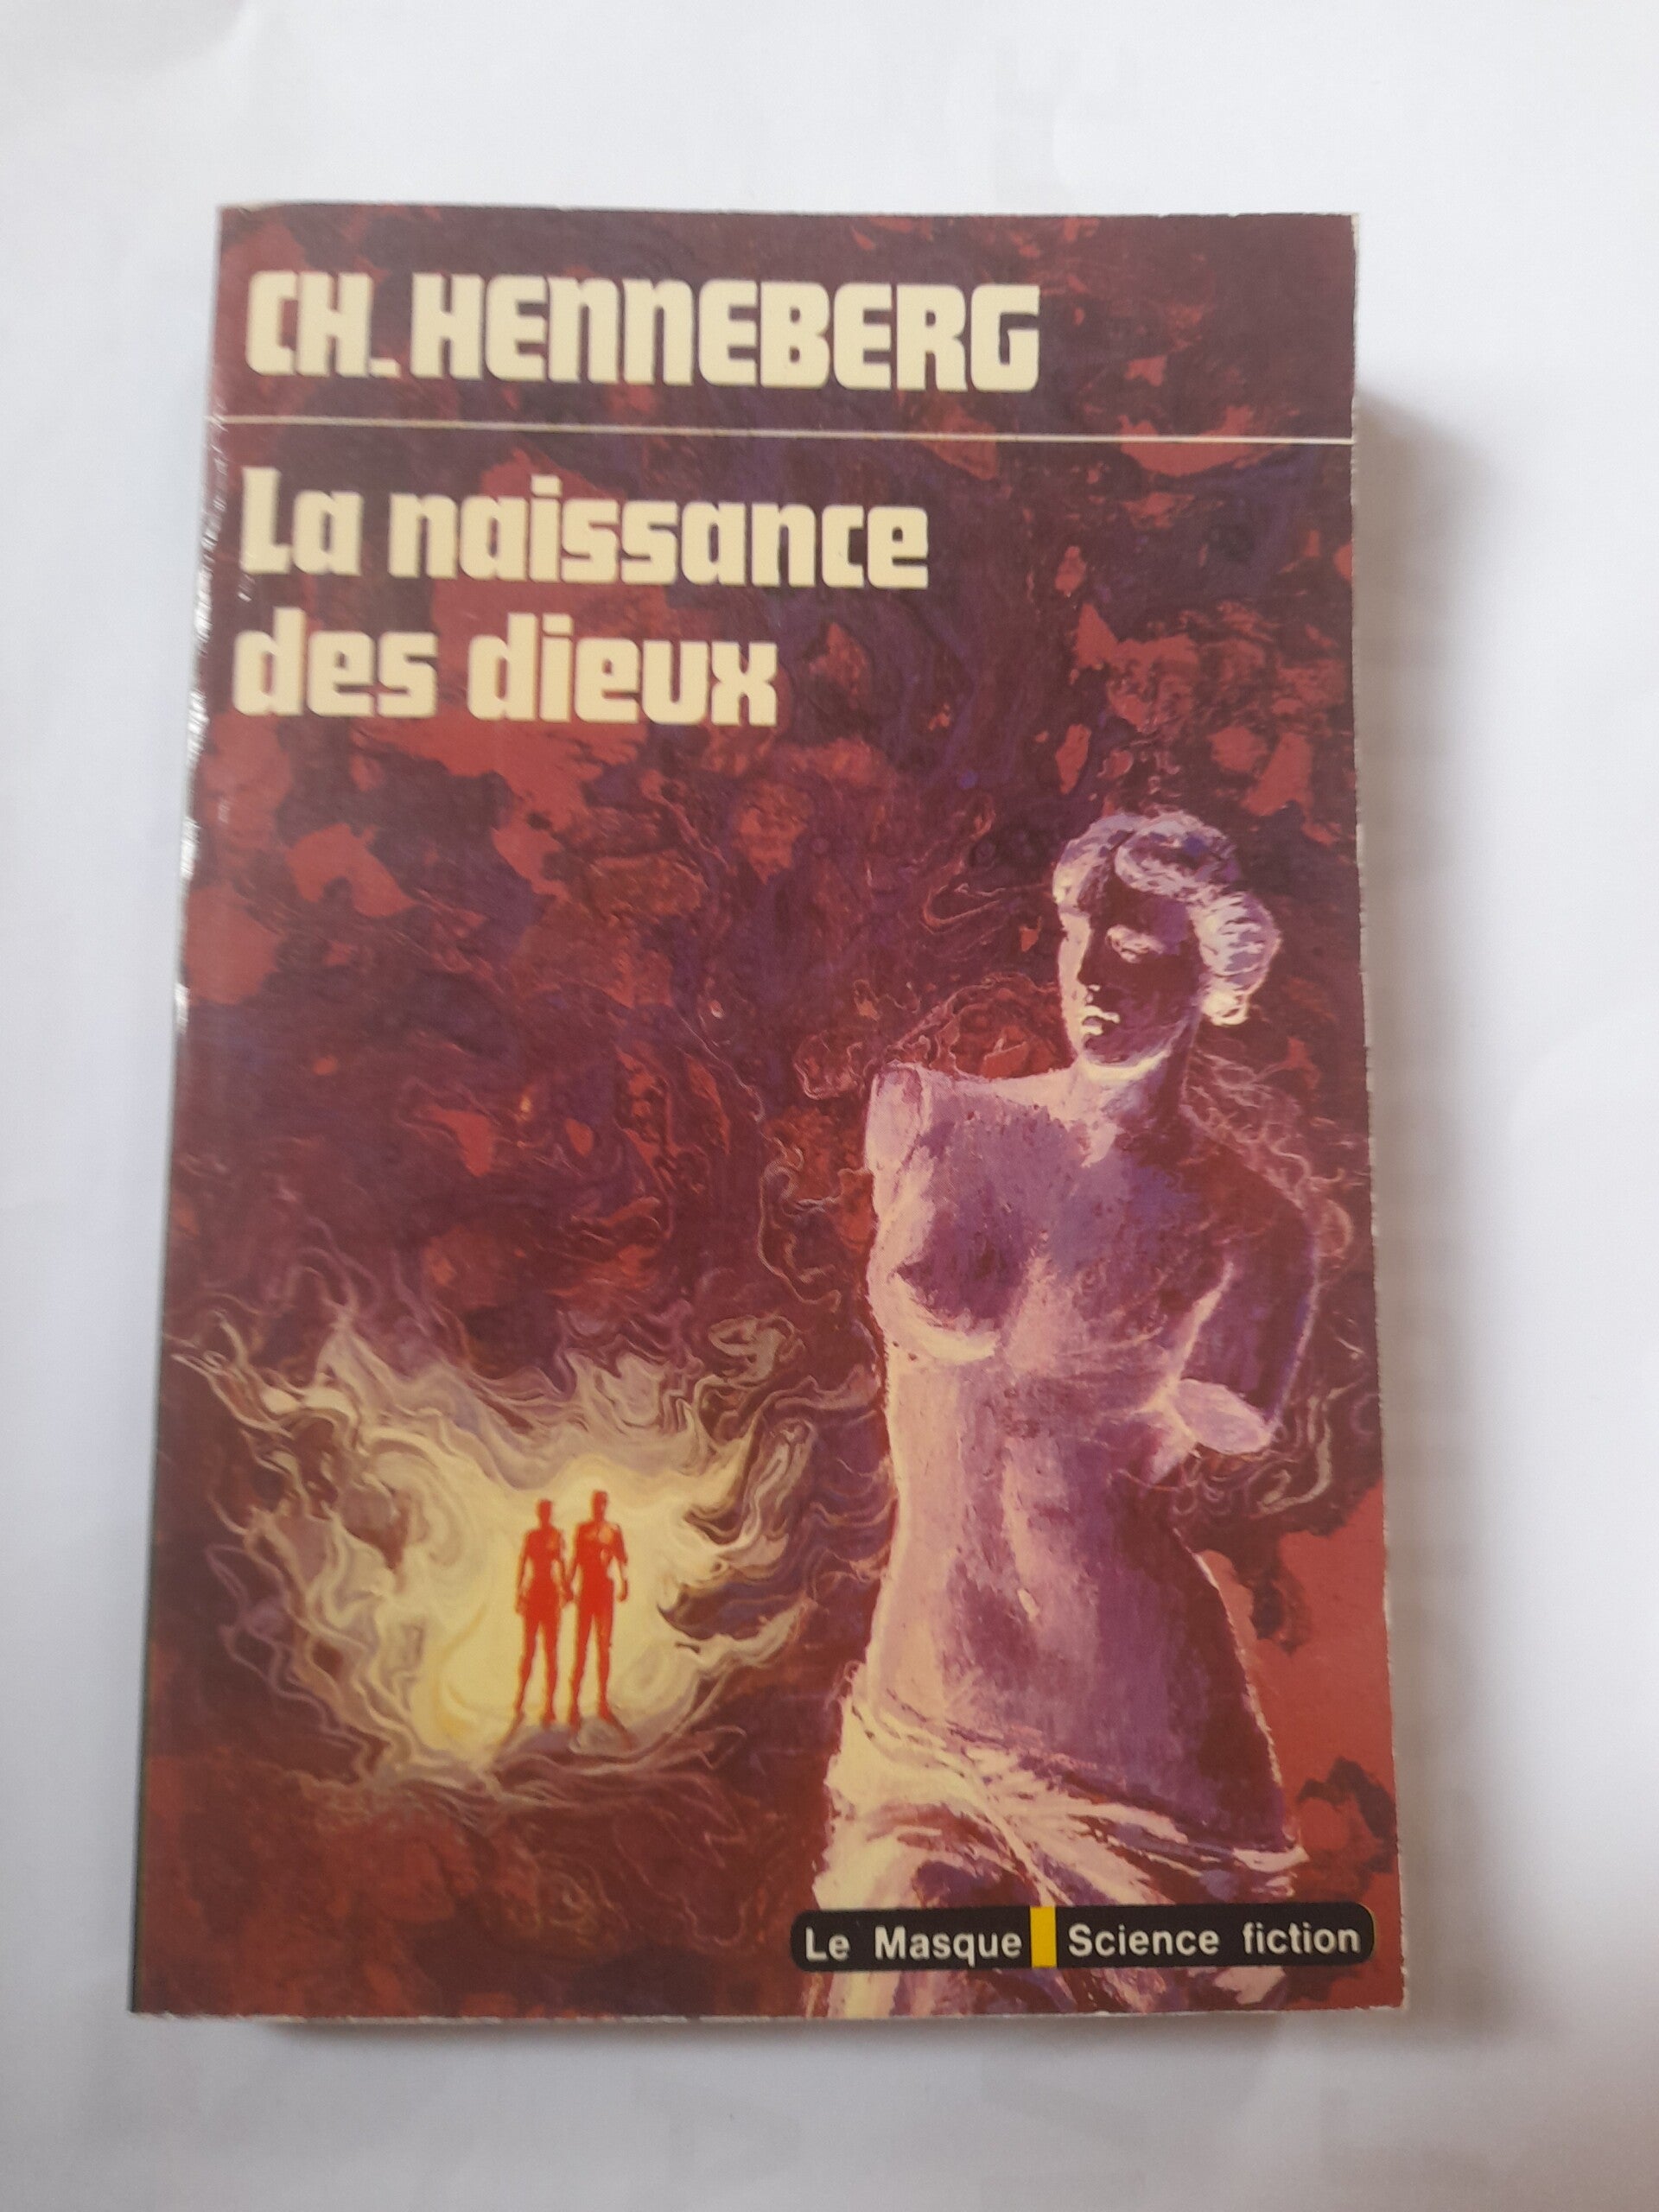 CH. HENNEBERG
La naissance
des dieux
Le Masque Science fiction